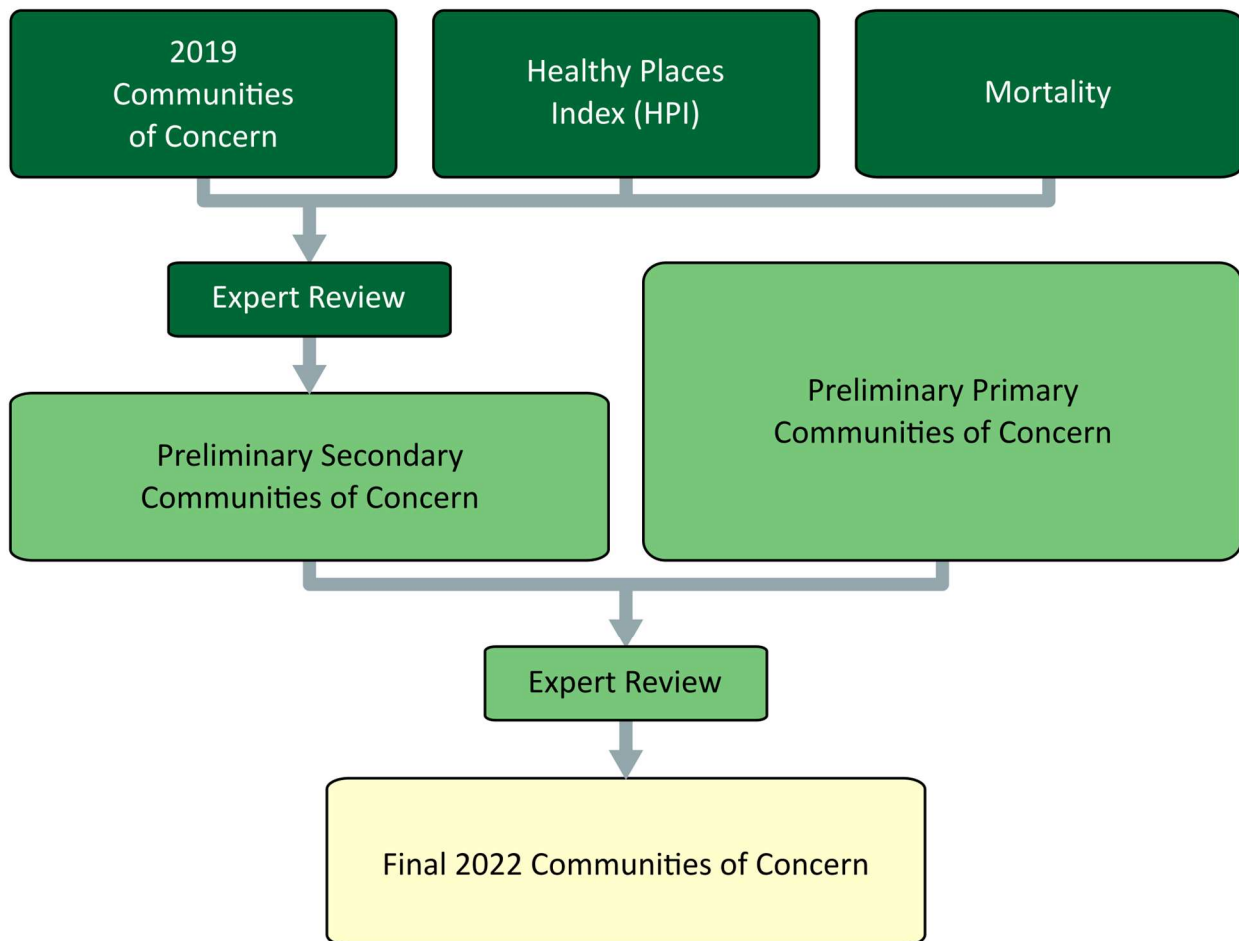 2019
Communities
of Concern
Healthy Places
Index (HPI)
Mortality
Expert Review
Preliminary Primary
Communities of Concern
Preliminary Secondary
Communities of Concern
Expert Review
Final 2022 Communities of Concern